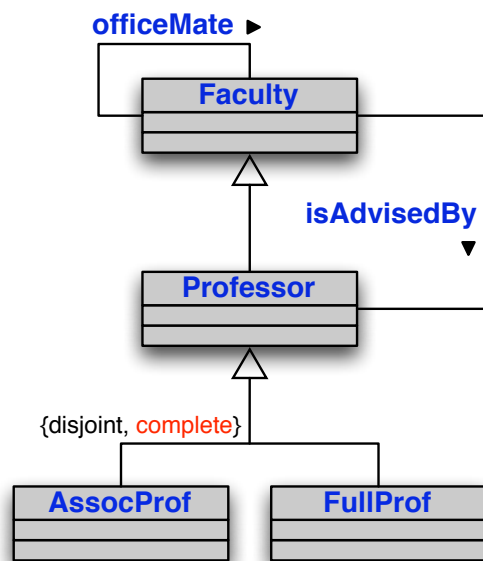 officeMate ▶
Faculty
isAdvisedBy
▼
Professor
{disjoint, complete}
AssocProf
FullProf